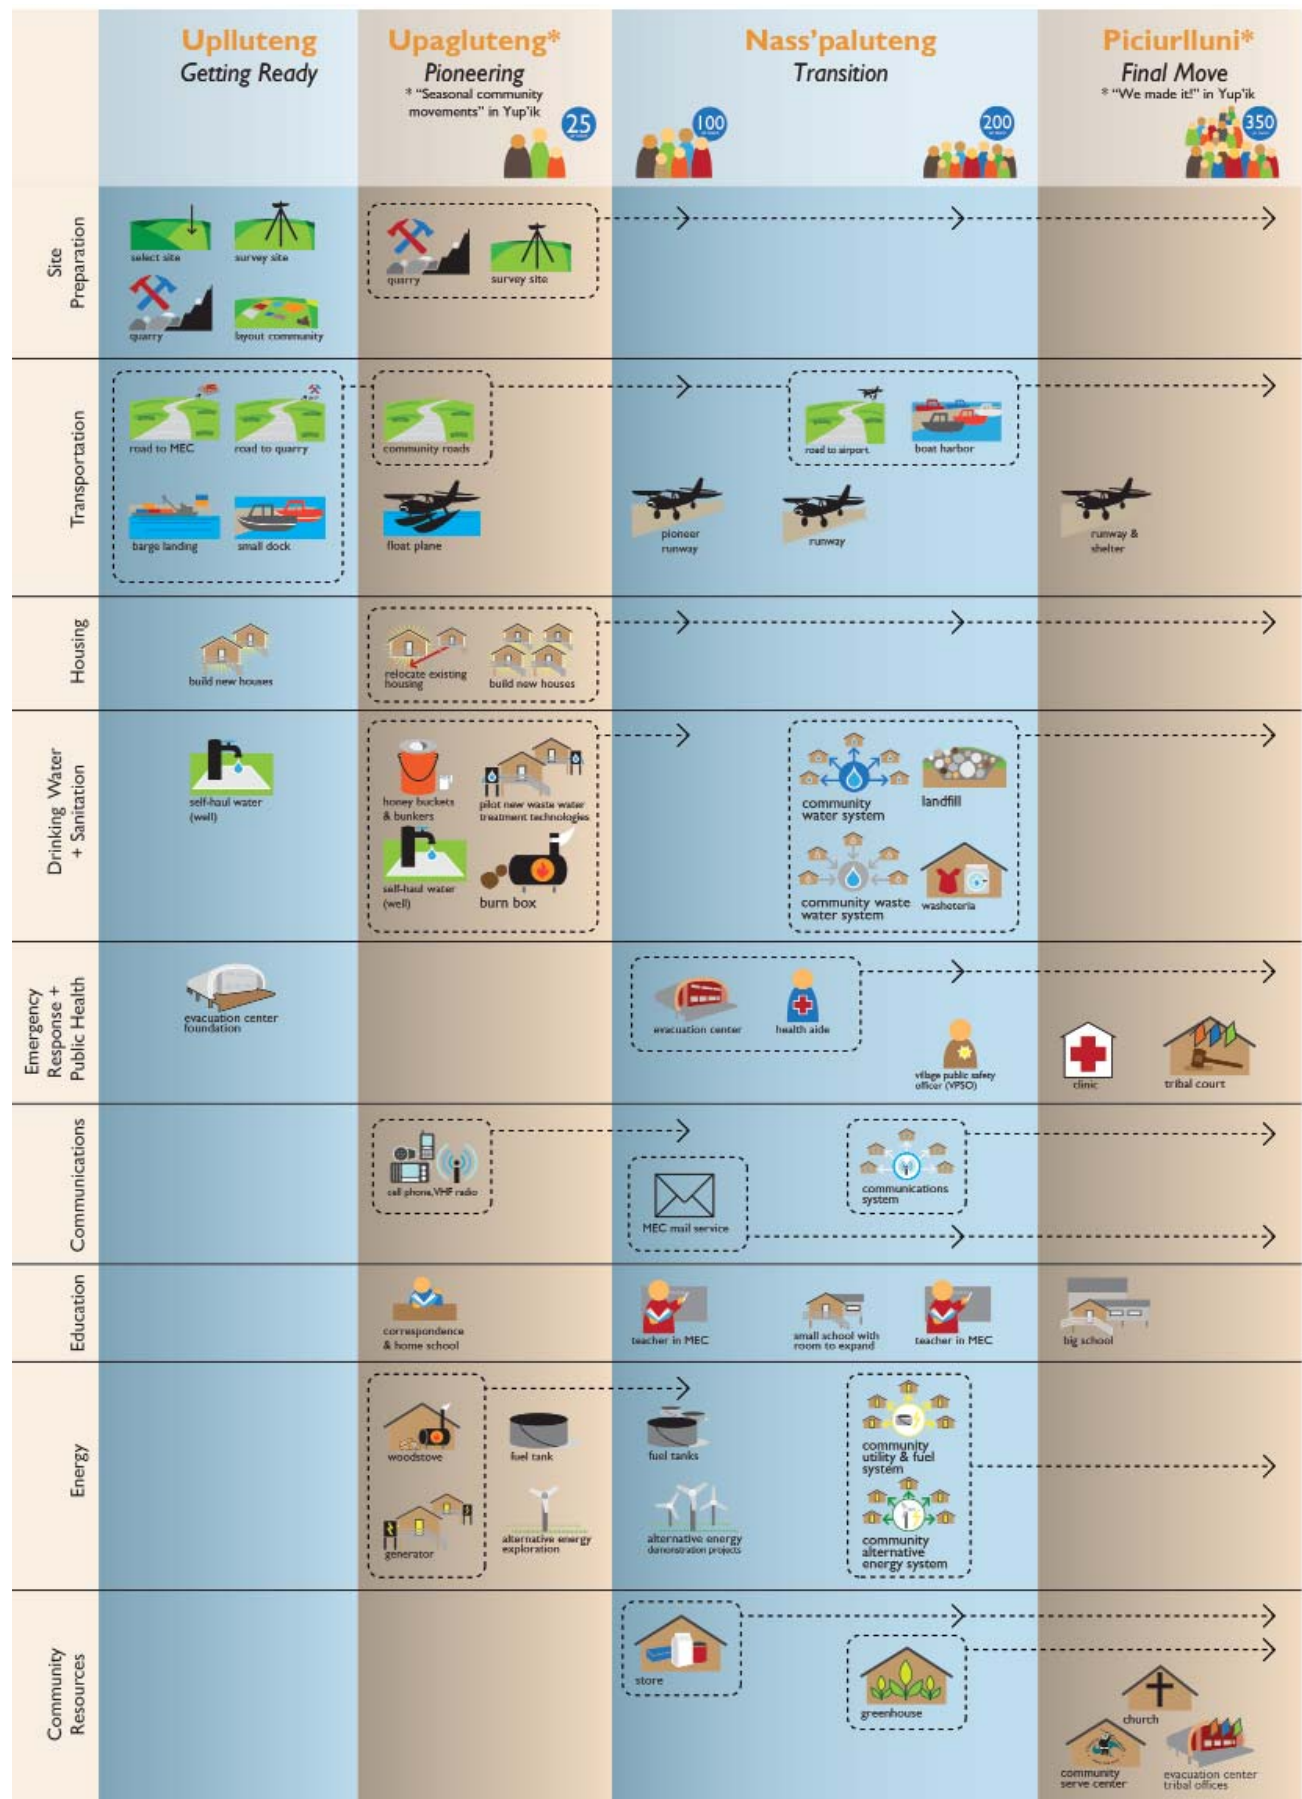 Uplluteng
Getting Ready
Upagluteng*
Pioneering
* "Seasonal community
movements" in Yup'ik
25
Nass'paluteng
Transition
100
200
Piciurlluni*
Final Move
* "We made it!" in Yup'ik
350
Site
Preparation
select site
survey site
quarry
layout community
quarry
survey site
Transportation
road to MEC
road to quarry
barge landing
small dock
community roads
float plane
pioneer
runway
road to airport
boat harbor
runway
runway &
shelter
Housing
build new houses
relocate existing
housing
build new houses
Drinking Water
+ Sanitation
self-haul water
(well)
honey buckets
& bunkers
pilot new waste water
treatment technologies
self-haul water
(well)
burn box
community
water system
landfill
community waste
water system
washeteria
Emergency
Response +
Public Health
evacuation center
foundation
evacuation center
health aide
village public safety
officer (VPSO)
clinic
tribal court
Communications
cell phone, VHF radio
MEC mail service
communications
system
Education
correspondence
& home school
teacher in MEC
small school with
room to expand
teacher in MEC
big school
Energy
woodstove
fuel tank
generator
alternative energy
exploration
fuel tanks
alternative energy
demonstration projects
community
utility & fuel
system
community
alternative
energy system
Community
Resources
store
greenhouse
church
community
serve center
evacuation center
tribal offices